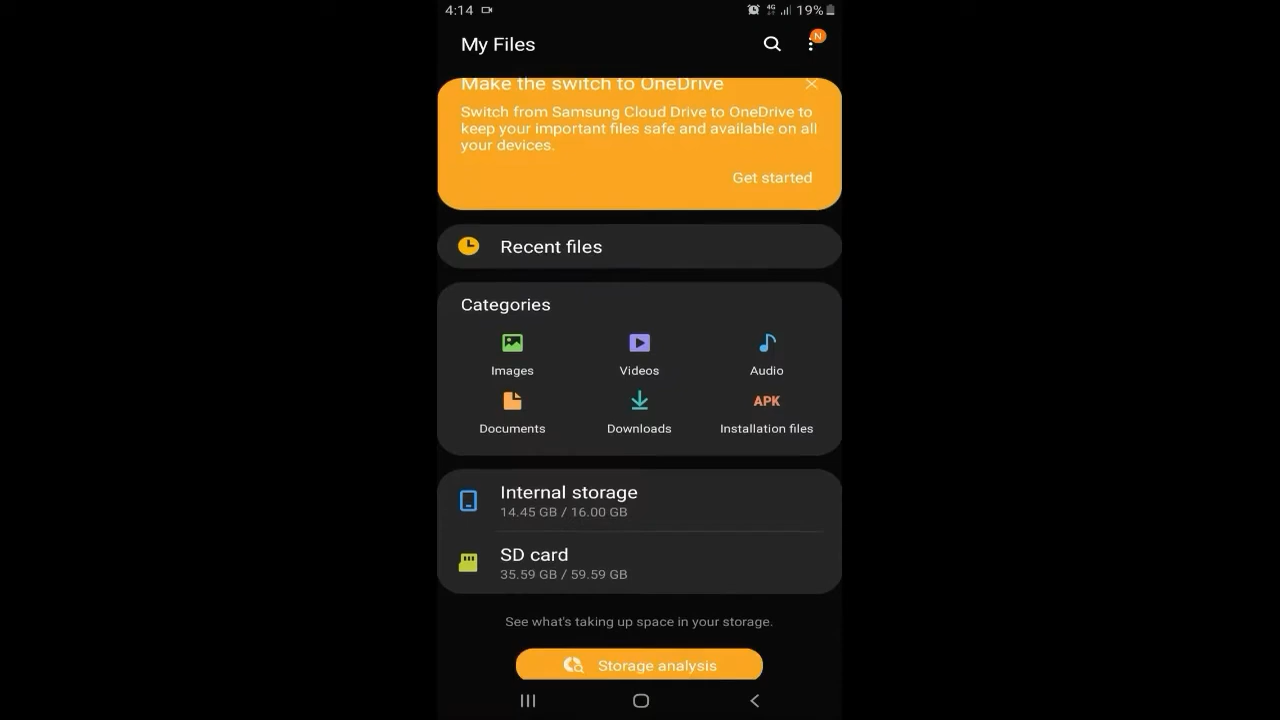 4:14
4G 19%
My Files
N
Make the switch to OneDrive
Switch from Samsung Cloud Drive to OneDrive to
keep your important files safe and available on all
your devices.
Get started
Recent files
Categories
Images Videos Audio
APK
Documents Downloads Installation files
Internal storage
14.45 GB / 16.00 GB
SD card
35.59 GB / 59.59 GB
See what's taking up space in your storage.
Storage analysis